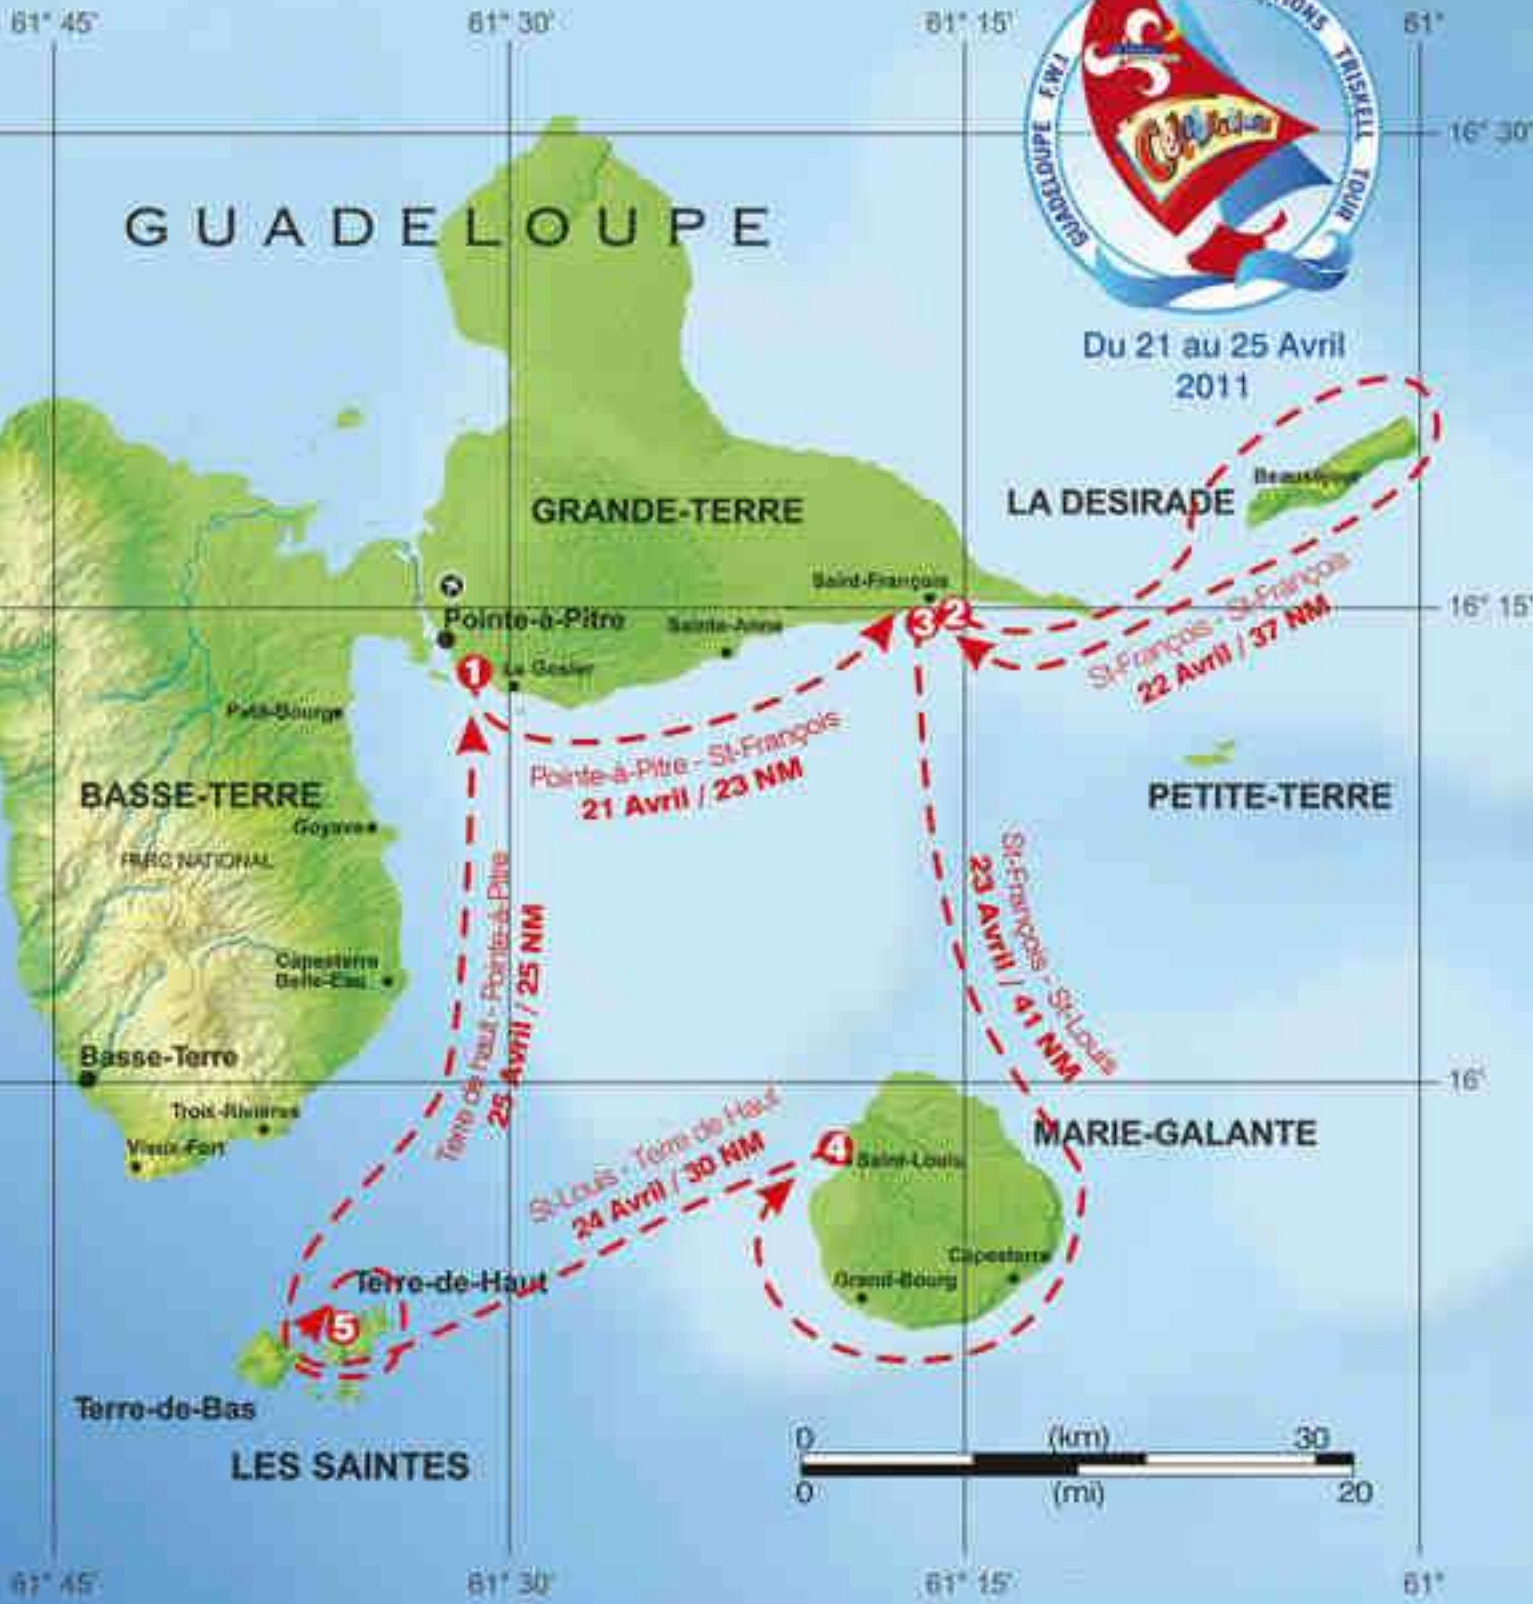 61° 45'
61° 30'
61° 15'
61°
GUADELOUPE F.W.I
TRISKELL TOUR
16° 30'
GUADELOUPE
Du 21 au 25 Avril
2011
GRANDE-TERRE
LA DESIRADE
Saint-François
16° 15'
Pointe-à-Pitre
Sainte-Anne
3
2
1
Le Gosier
St-François - St-François
22 Avril / 37 NM
Petit-Bourg
Pointe-à-Pitre - St-François
21 Avril / 23 NM
BASSE-TERRE
PETITE-TERRE
Goyave
PARC NATIONAL
Terre de haut - Pointe-à-Pitre
25 Avril / 25 NM
St-François - St-Louis
23 Avril / 41 NM
Capesterre
Belle-Eau
Basse-Terre
16°
Trois-Rivières
Vieux-Fort
St-Louis - Terre de Haut
24 Avril / 30 NM
MARIE-GALANTE
4
Saint-Louis
Capesterre
Grand-Bourg
Terre-de-Haut
5
Terre-de-Bas
LES SAINTES
0 (km) 30
0 (mi) 20
61° 45'
61° 30'
61° 15'
61°